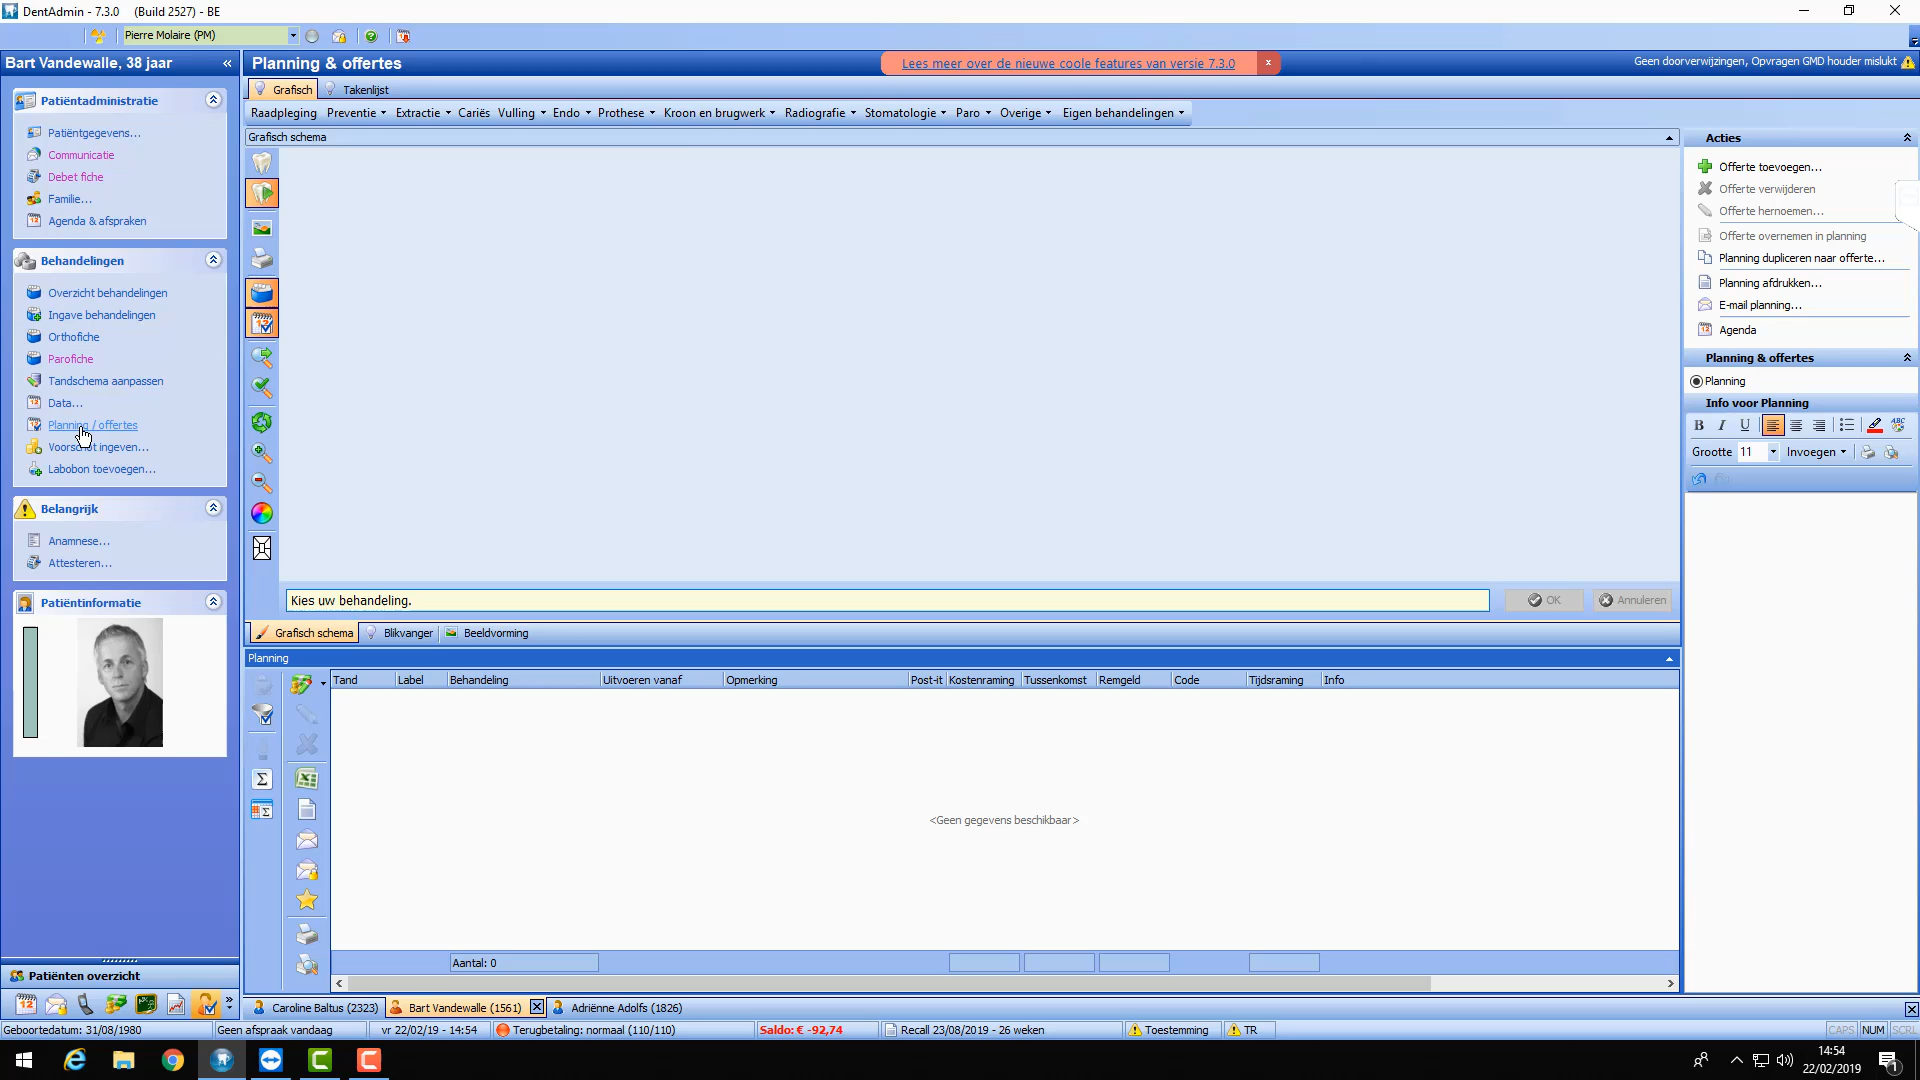 DentAdmin - 7.3.0 (Build 2527) - BE
Pierre Molaire (PM)
Bart Vandewalle, 38 jaar «
Planning & offertes
Lees meer over de nieuwe coole features van versie 7.3.0 x
Geen doorverwijzingen, Opvragen GMD houder mislukt
Grafisch Takenlijst
Raadpleging Preventie Extractie Cariës Vulling Endo Prothese Kroon en brugwerk Radiografie Stomatologie Paro Overige Eigen behandelingen
Grafisch schema
Patiëntadministratie
Patiëntgegevens...
Communicatie
Debet fiche
Familie...
Agenda & afspraken
Behandelingen
Overzicht behandelingen
Ingave behandelingen
Orthofiche
Parofiche
Tandschema aanpassen
Data...
Planning / offertes
Voorschot ingeven...
Labobon toevoegen...
Belangrijk
Anamnese...
Attesteren...
Patiëntinformatie
Patiënten overzicht
Kies uw behandeling.
OK Annuleren
Grafisch schema Blikvanger Beeldvorming
Planning
Tand Label Behandeling Uitvoeren vanaf Opmerking Post-it Kostenraming Tussenkomst Remgeld Code Tijdsraming Info
<Geen gegevens beschikbaar>
Aantal: 0
Acties
Offerte toevoegen...
Offerte verwijderen
Offerte hernoemen...
Offerte overnemen in planning
Planning dupliceren naar offerte...
Planning afdrukken...
E-mail planning...
Agenda
Planning & offertes
Planning
Info voor Planning
B I U
Grootte 11 Invoegen
Caroline Baltus (2323) Bart Vandewalle (1561) Adriënne Adolfs (1826)
Geboortedatum: 31/08/1980 Geen afspraak vandaag vr 22/02/19 - 14:54 Terugbetaling: normaal (110/110) Saldo: € -92,74 Recall 23/08/2019 - 26 weken Toestemming TR CAPS NUM SCRL
14:54
22/02/2019
1